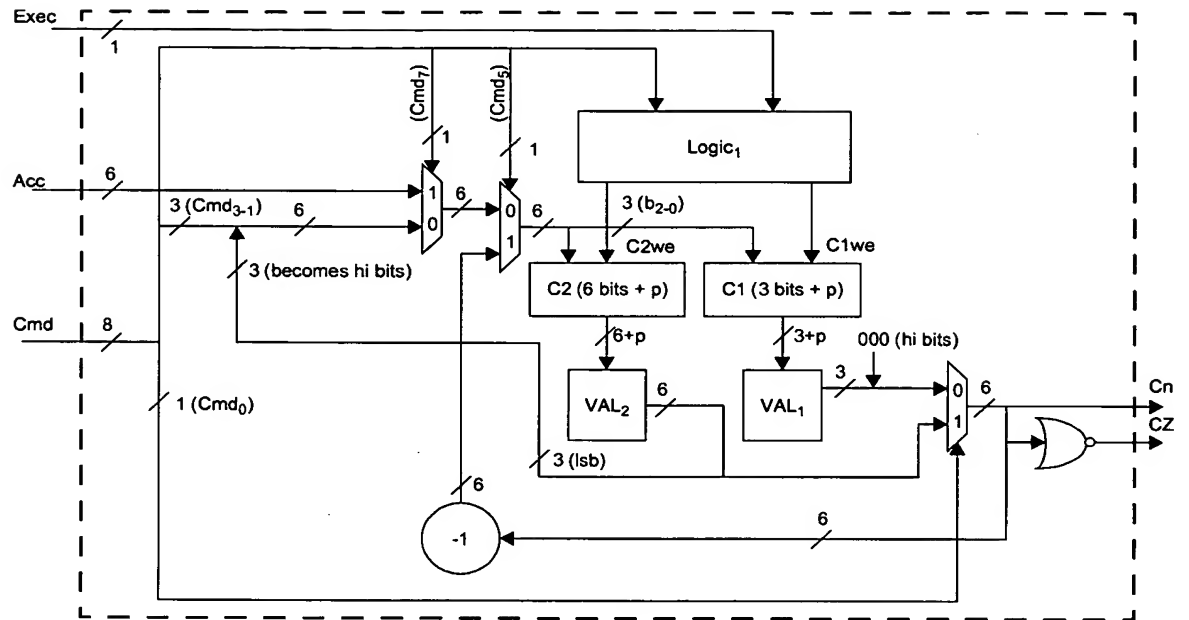 Exec
1
(Cmd₇)
(Cmd₅)
1
1
Logic₁
Acc
6
1
0
6
0
1
6
3 (b₂₋₀)
3 (Cmd₃₋₁)
6
C2we
C1we
3 (becomes hi bits)
C2 (6 bits + p)
C1 (3 bits + p)
Cmd
8
6+p
3+p
000 (hi bits)
VAL₂
6
VAL₁
3
0
1
6
Cn
CZ
1 (Cmd₀)
3 (lsb)
6
-1
6